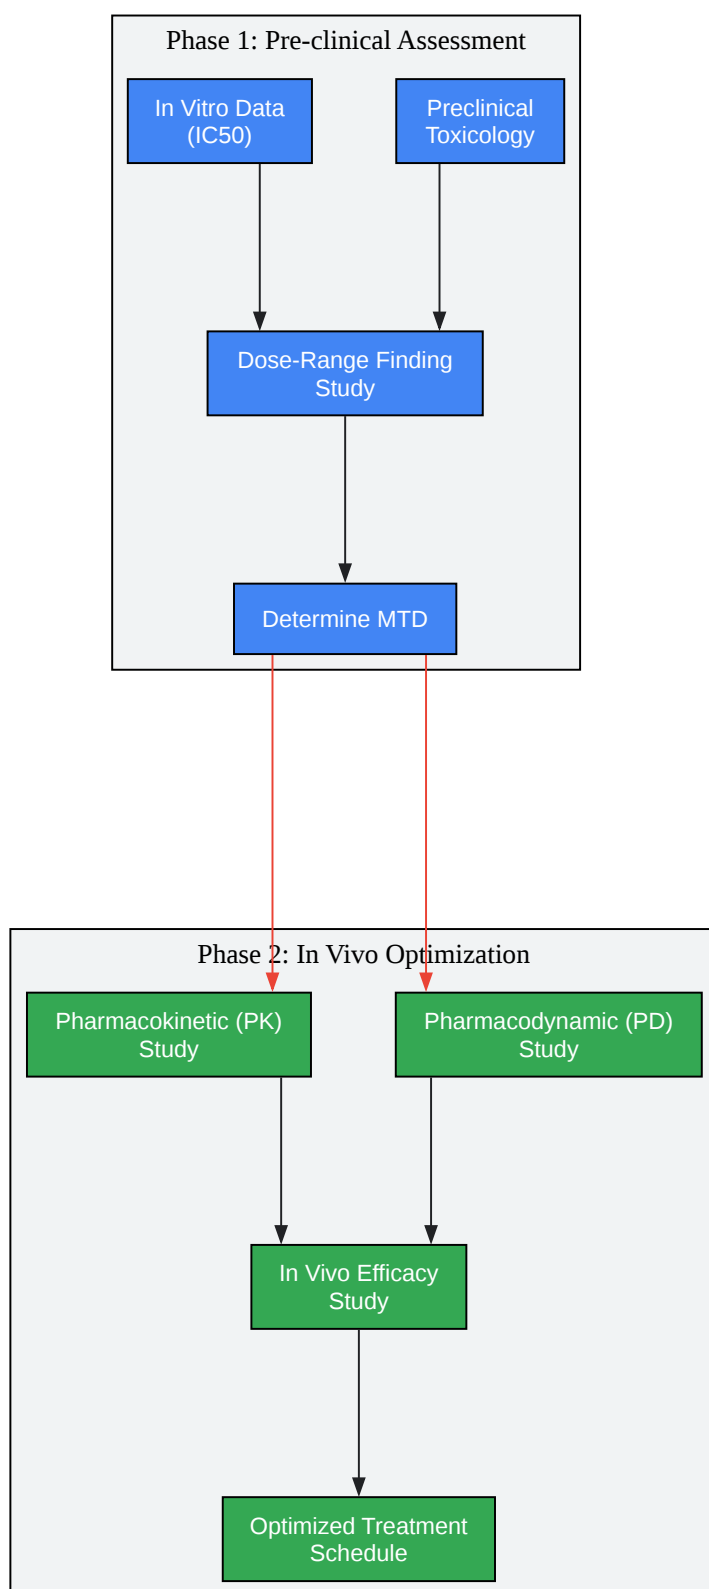 Phase 1: Pre-clinical Assessment
In Vitro Data
(IC50)
Preclinical
Toxicology
Dose-Range Finding
Study
Determine MTD
Phase 2: In Vivo Optimization
Pharmacokinetic (PK)
Study
Pharmacodynamic (PD)
Study
In Vivo Efficacy
Study
Optimized Treatment
Schedule